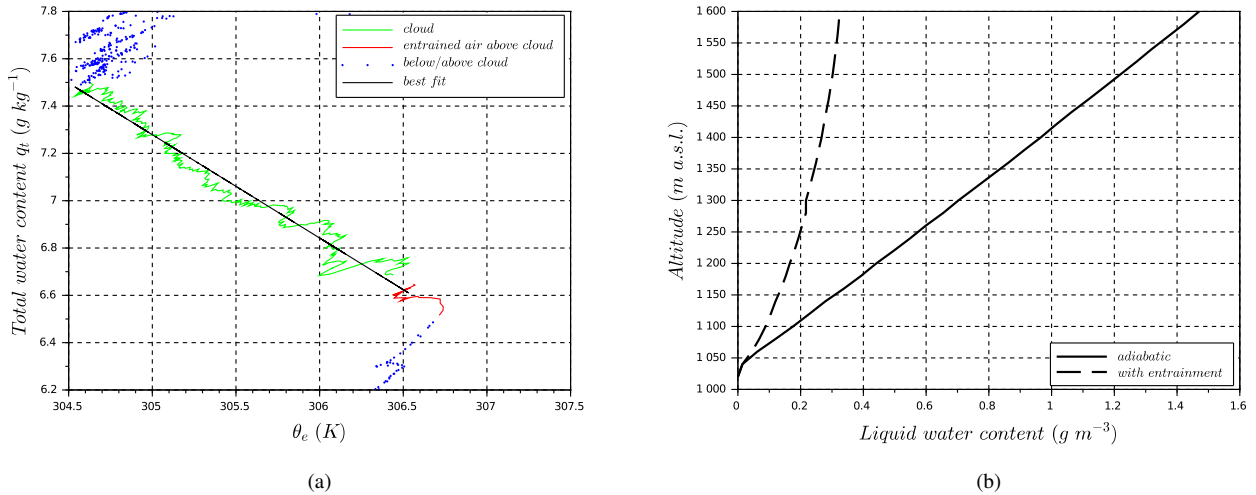 Total water content q_t (g kg⁻¹)
7.8
7.6
7.4
7.2
7
6.8
6.6
6.4
6.2
304.5 305 305.5 306 306.5 307 307.5
θ_e (K)
cloud
entrained air above cloud
below/above cloud
best fit
(a)
Altitude (m a.s.l.)
1 600
1 550
1 500
1 450
1 400
1 350
1 300
1 250
1 200
1 150
1 100
1 050
1 000
0 0.2 0.4 0.6 0.8 1 1.2 1.4 1.6
Liquid water content (g m⁻³)
adiabatic
with entrainment
(b)